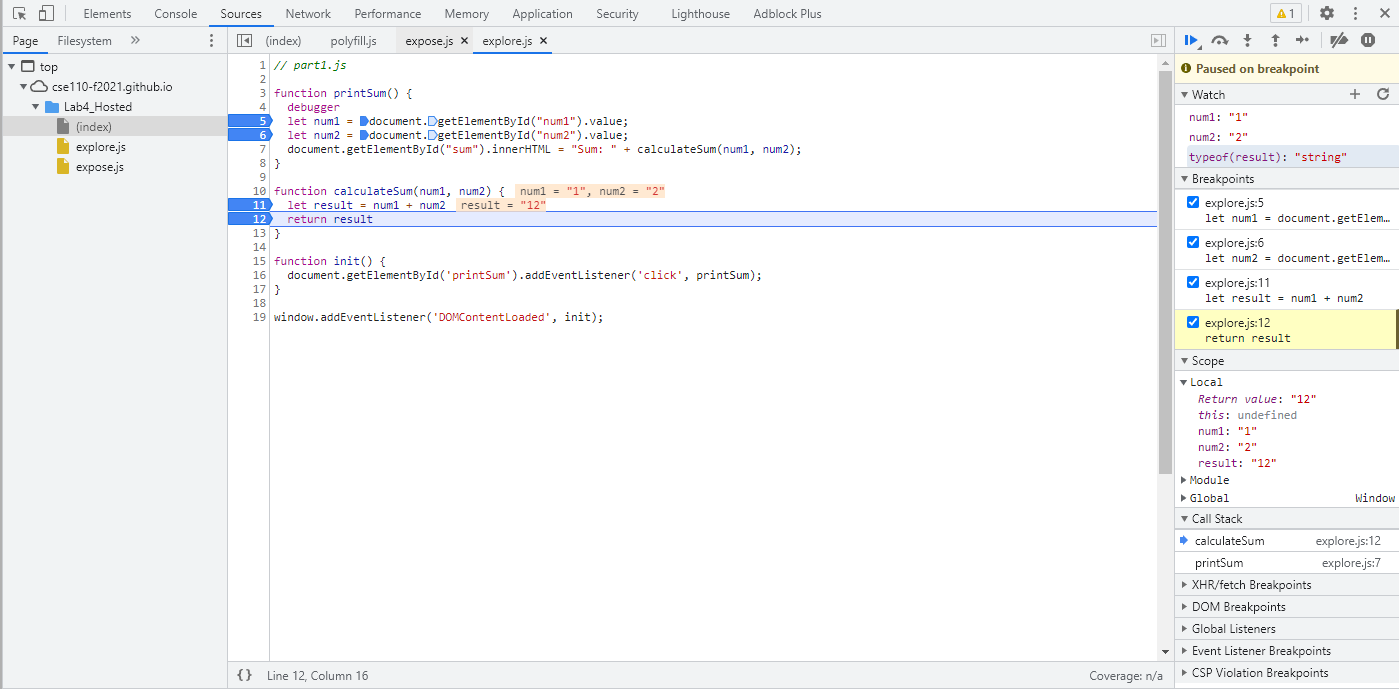 Elements Console Sources Network Performance Memory Application Security Lighthouse Adblock Plus 1
Page Filesystem
top
cse110-f2021.github.io
Lab4_Hosted
(index)
explore.js
expose.js
(index) polyfill.js expose.js explore.js
1 // part1.js
2
3 function printSum() {
4 debugger
5 let num1 = document.getElementById("num1").value;
6 let num2 = document.getElementById("num2").value;
7 document.getElementById("sum").innerHTML = "Sum: " + calculateSum(num1, num2);
8 }
9
10 function calculateSum(num1, num2) { num1 = "1", num2 = "2"
11 let result = num1 + num2 result = "12"
12 return result
13 }
14
15 function init() {
16 document.getElementById('printSum').addEventListener('click', printSum);
17 }
18
19 window.addEventListener('DOMContentLoaded', init);
{} Line 12, Column 16 Coverage: n/a
Paused on breakpoint
Watch
num1: "1"
num2: "2"
typeof(result): "string"
Breakpoints
explore.js:5
let num1 = document.getElem…
explore.js:6
let num2 = document.getElem…
explore.js:11
let result = num1 + num2
explore.js:12
return result
Scope
Local
Return value: "12"
this: undefined
num1: "1"
num2: "2"
result: "12"
Module
Global Window
Call Stack
calculateSum explore.js:12
printSum explore.js:7
XHR/fetch Breakpoints
DOM Breakpoints
Global Listeners
Event Listener Breakpoints
CSP Violation Breakpoints